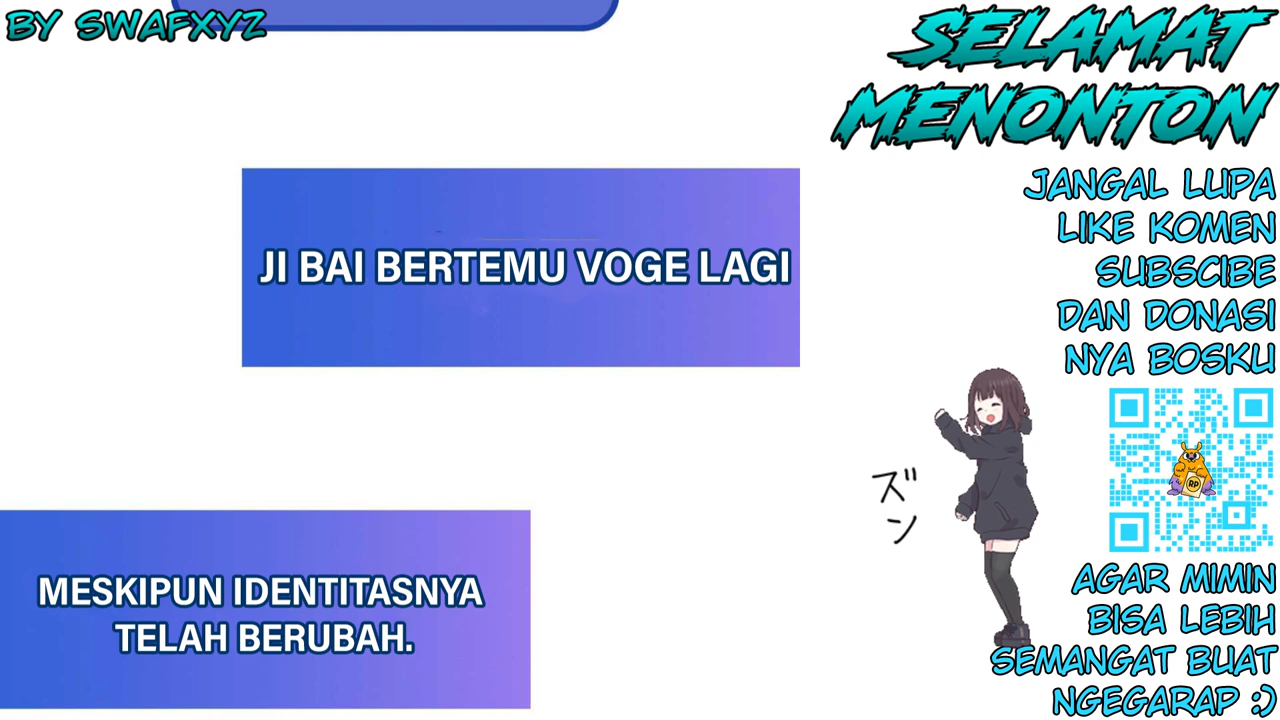 BY SWAFXYZ
SELAMAT
MENONTON
JI BAI BERTEMU VOGE LAGI
MESKIPUN IDENTITASNYA
TELAH BERUBAH.
JANGAL LUPA
LIKE KOMEN
SUBSCIBE
DAN DONASI
NYA BOSKU
ズ
ン
RP
AGAR MIMIN
BISA LEBIH
SEMANGAT BUAT
NGEGARAP :)